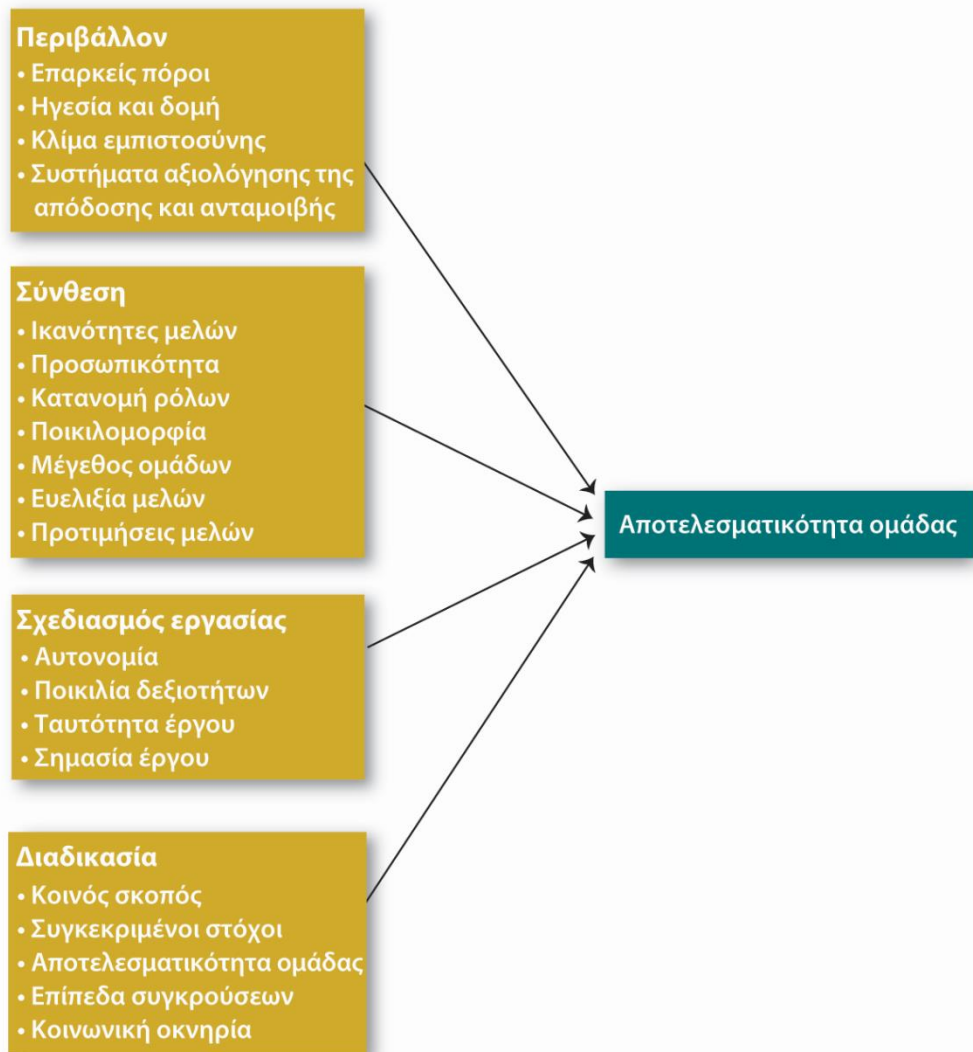 Περιβάλλον
• Επαρκείς πόροι
• Ηγεσία και δομή
• Κλίμα εμπιστοσύνης
• Συστήματα αξιολόγησης της
απόδοσης και ανταμοιβής
Σύνθεση
• Ικανότητες μελών
• Προσωπικότητα
• Κατανομή ρόλων
• Ποικιλομορφία
• Μέγεθος ομάδων
• Ευελιξία μελών
• Προτιμήσεις μελών
Σχεδιασμός εργασίας
• Αυτονομία
• Ποικιλία δεξιοτήτων
• Ταυτότητα έργου
• Σημασία έργου
Διαδικασία
• Κοινός σκοπός
• Συγκεκριμένοι στόχοι
• Αποτελεσματικότητα ομάδας
• Επίπεδα συγκρούσεων
• Κοινωνική οκνηρία
Αποτελεσματικότητα ομάδας